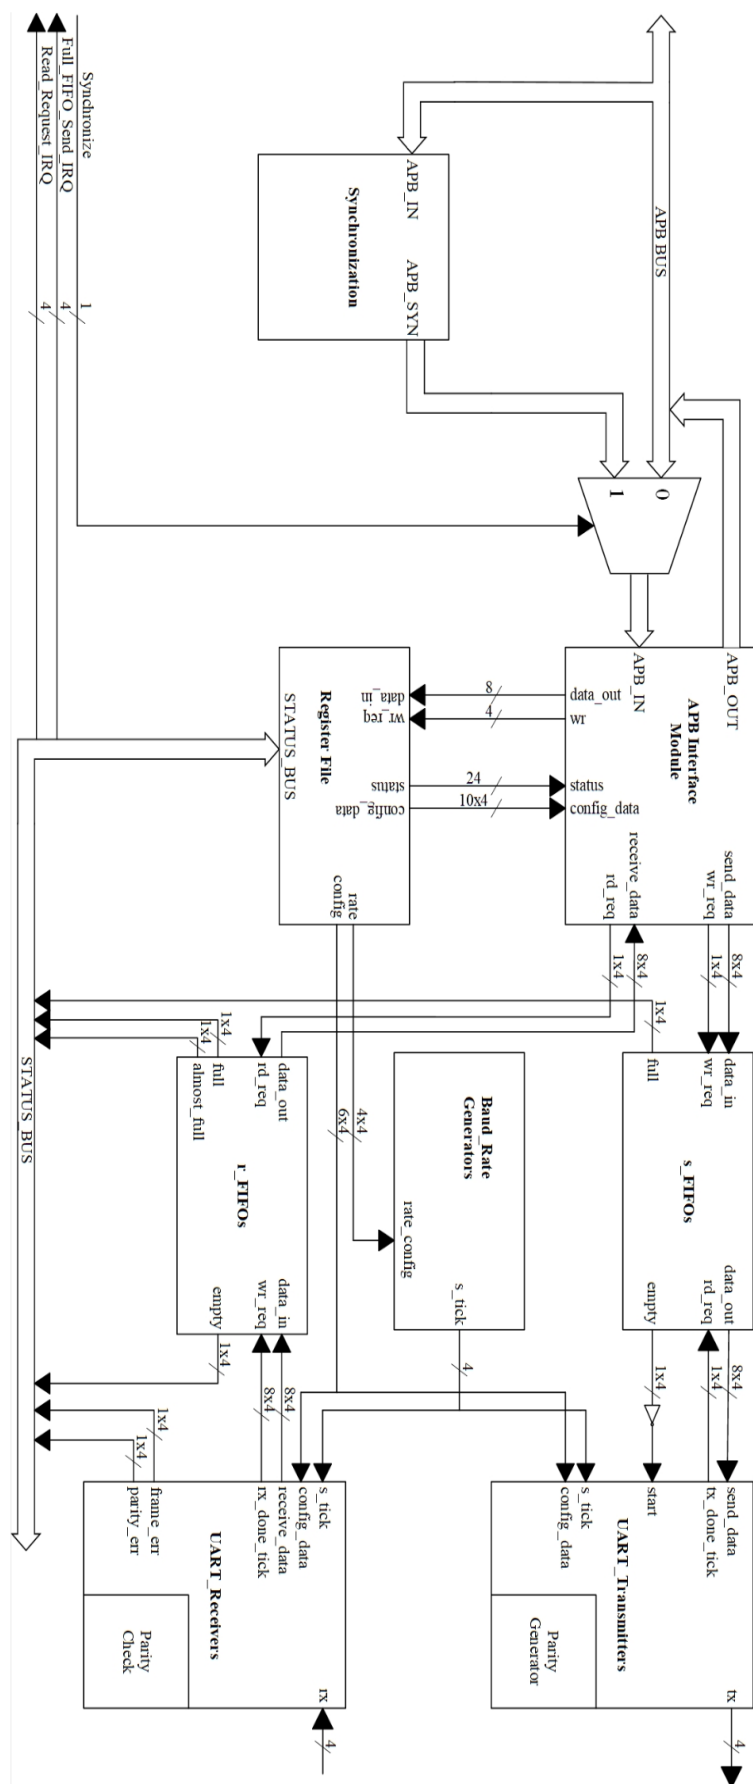 Synchronize
Full_FIFO_Send_IRQ
Read_Request_IRQ
1
4
4
APB BUS
APB_IN
APB_SYN
Synchronization
0
1
APB_OUT
APB_IN
APB Interface
Module
data_out
wr
status
config_data
send_data
wr_req
receive_data
rd_req
8
4
24
10x4
data_in
wr_req
status
config_data
Register File
STATUS_BUS
rate
config
8x4
1x4
8x4
1x4
1x4
data_in
wr_req
full
s_FIFOs
data_out
rd_req
empty
8x4
1x4
1x4
Baud_Rate
Generators
rate_config
s_tick
4
4x4
6x4
data_out
rd_req
full
almost_full
1x4
1x4
r_FIFOs
data_in
wr_req
empty
8x4
8x4
1x4
send_data
tx_done_tick
start
s_tick
config_data
UART_Transmitters
Parity
Generator
tx
4
s_tick
config_data
receive_data
rx_done_tick
frame_err
parity_err
1x4
1x4
UART_Receivers
Parity
Check
rx
4
STATUS_BUS